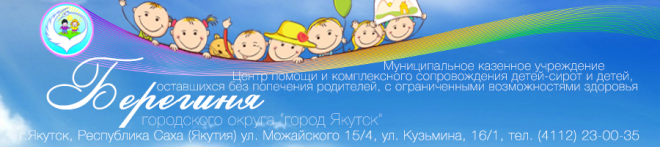 Муниципальное казенное учреждение
Центр помощи и комплексного сопровождения детей-сирот и детей,
оставшихся без попечения родителей, с ограниченными возможностями здоровья
Берегиня
городского округа "город Якутск"
г.Якутск, Республика Саха (Якутия) ул. Можайского 15/4, ул. Кузьмина, 16/1, тел. (4112) 23-00-35